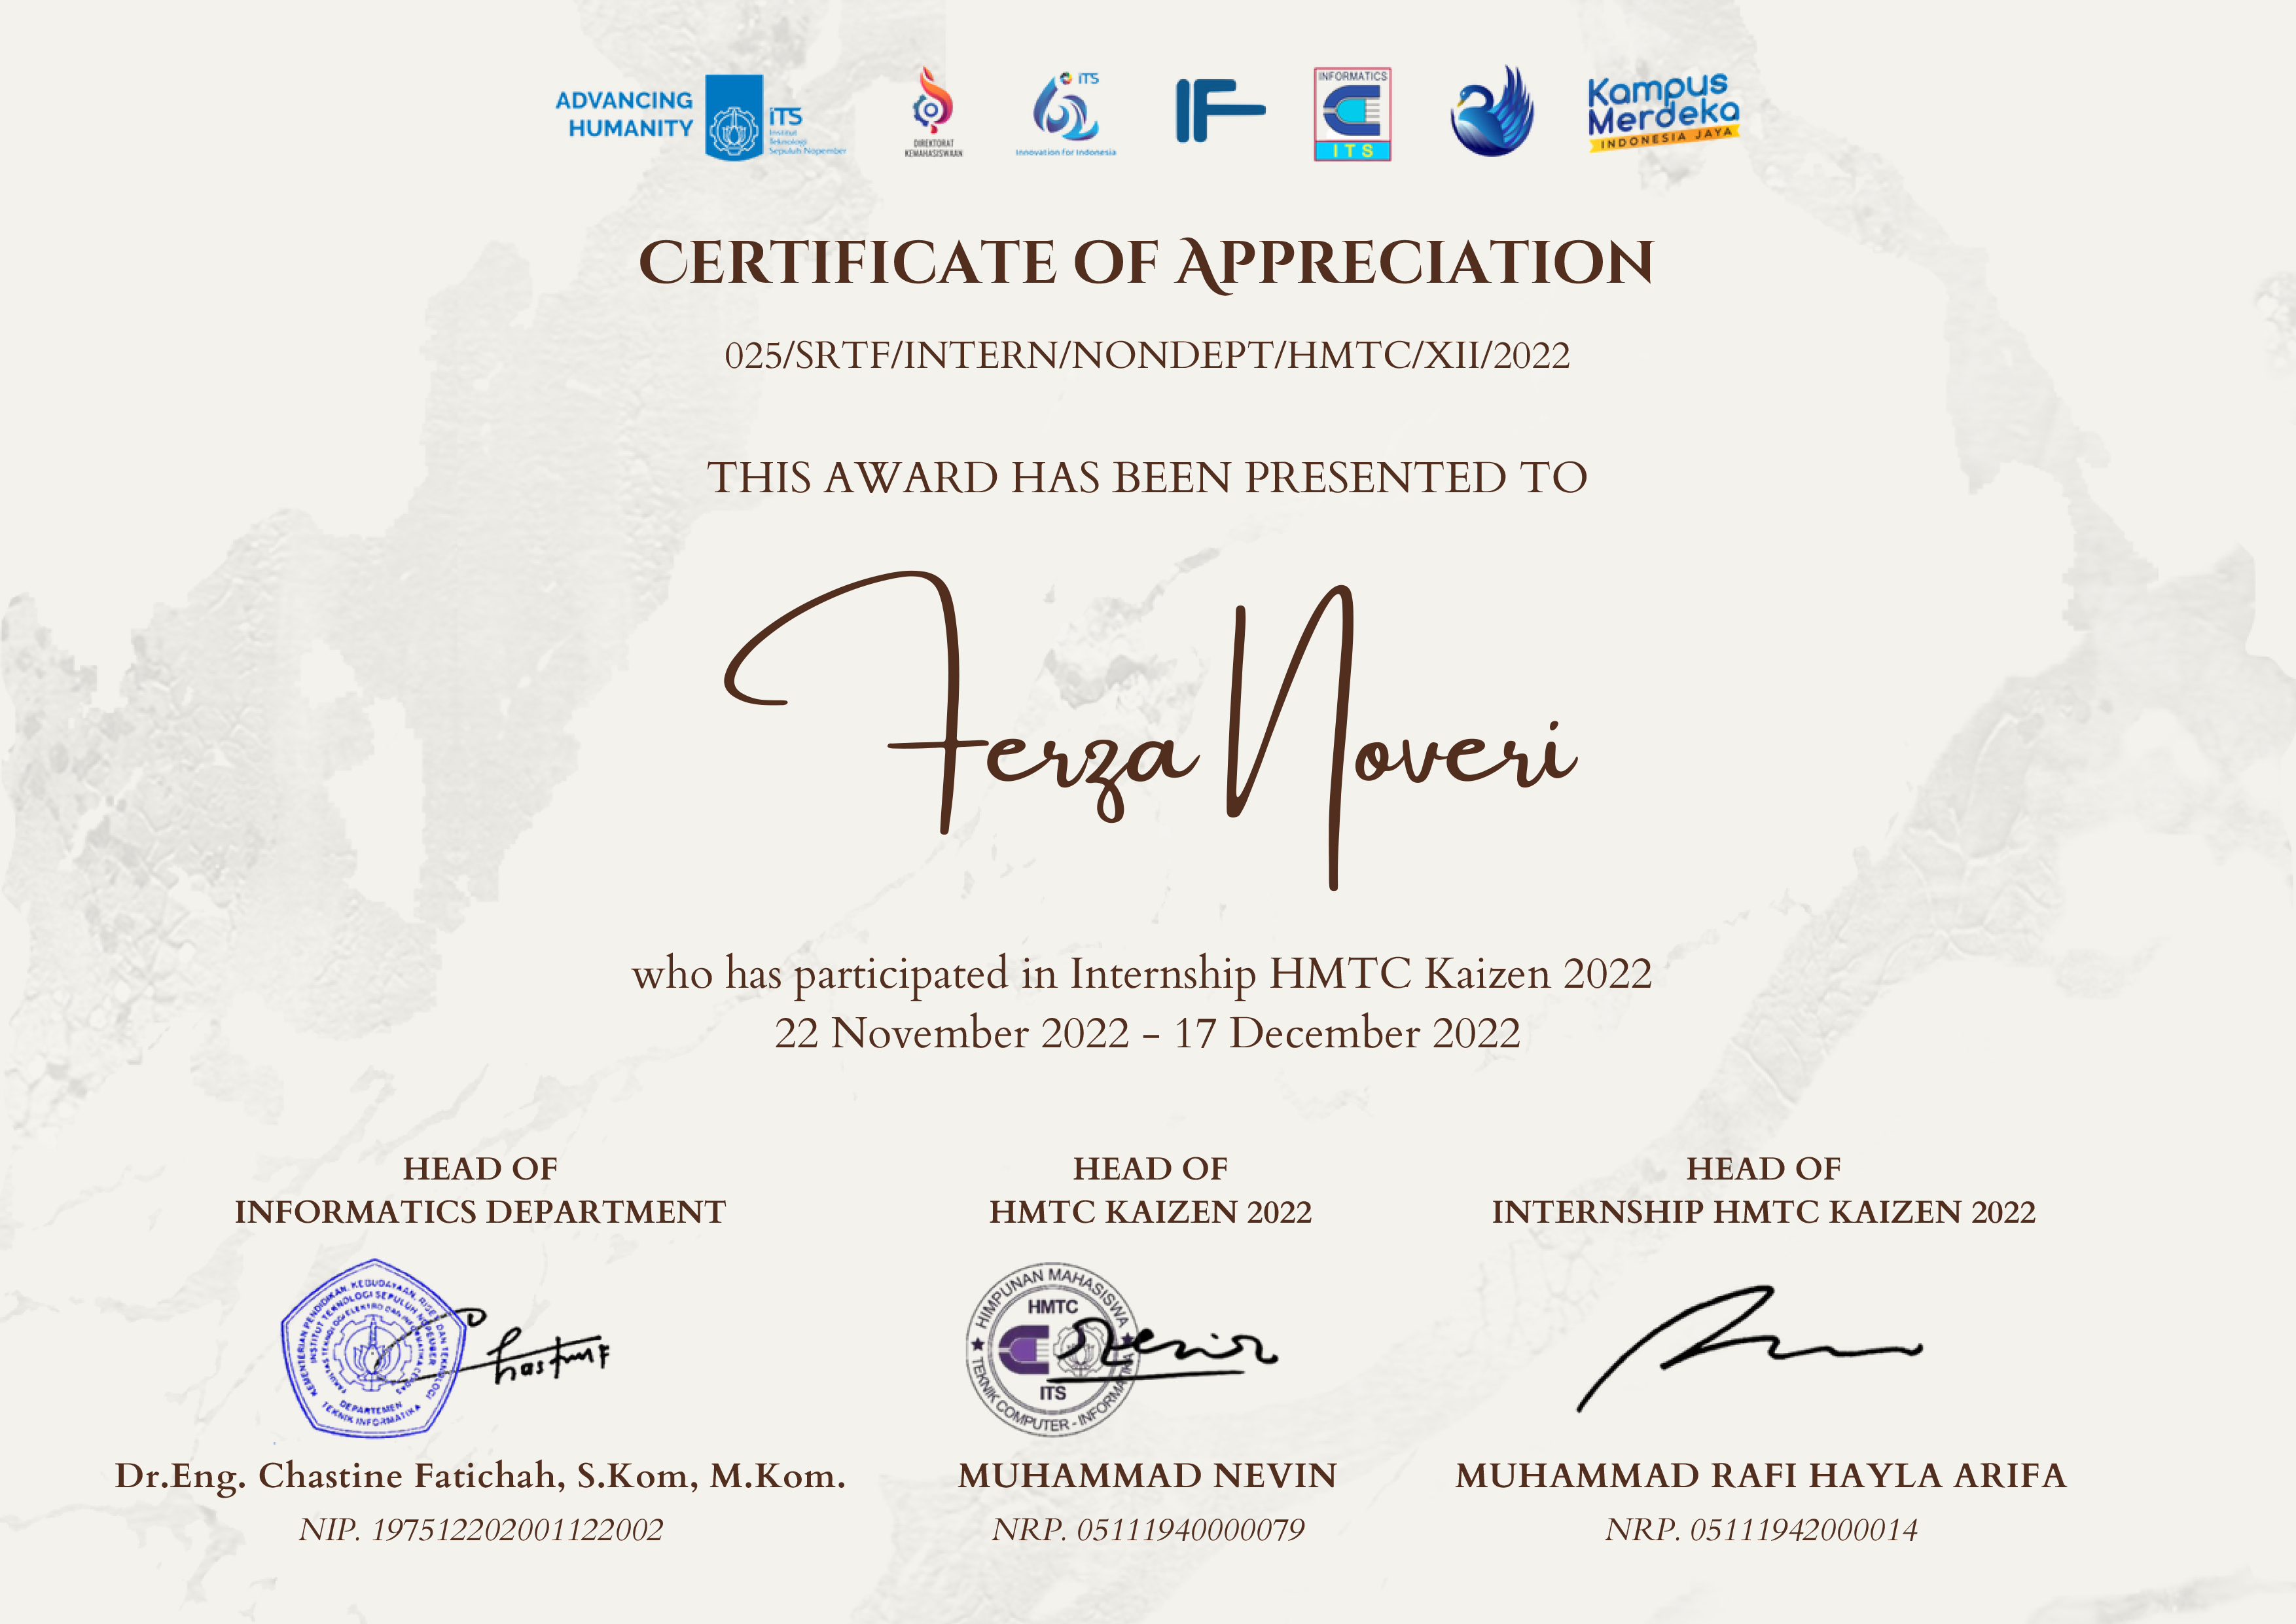 ADVANCING
HUMANITY
iTS
Institut
Teknologi
Sepuluh Nopember
DIREKTORAT
KEMAHASISWAAN
iTS
Innovation for Indonesia
IF
INFORMATICS
ITS
Kampus
Merdeka
INDONESIA JAYA
CERTIFICATE OF APPRECIATION
025/SRTF/INTERN/NONDEPT/HMTC/XII/2022
THIS AWARD HAS BEEN PRESENTED TO
Ferza Noveri
who has participated in Internship HMTC Kaizen 2022
22 November 2022 - 17 December 2022
HEAD OF
INFORMATICS DEPARTMENT
HEAD OF
HMTC KAIZEN 2022
HEAD OF
INTERNSHIP HMTC KAIZEN 2022
KEMENTERIAN PENDIDIKAN, KEBUDAYAAN, RISET DAN TEKNOLOGI
INSTITUT TEKNOLOGI SEPULUH NOPEMBER
FAKULTAS TEKNOLOGI ELEKTRO DAN INFORMATIKA CERDAS
DEPARTEMEN
TEKNIK INFORMATIKA
HIMPUNAN MAHASISWA
HMTC
ITS
TEKNIK COMPUTER - INFORMATIKA
Nevin
Dr.Eng. Chastine Fatichah, S.Kom, M.Kom.
NIP. 197512202001122002
MUHAMMAD NEVIN
NRP. 05111940000079
MUHAMMAD RAFI HAYLA ARIFA
NRP. 05111942000014